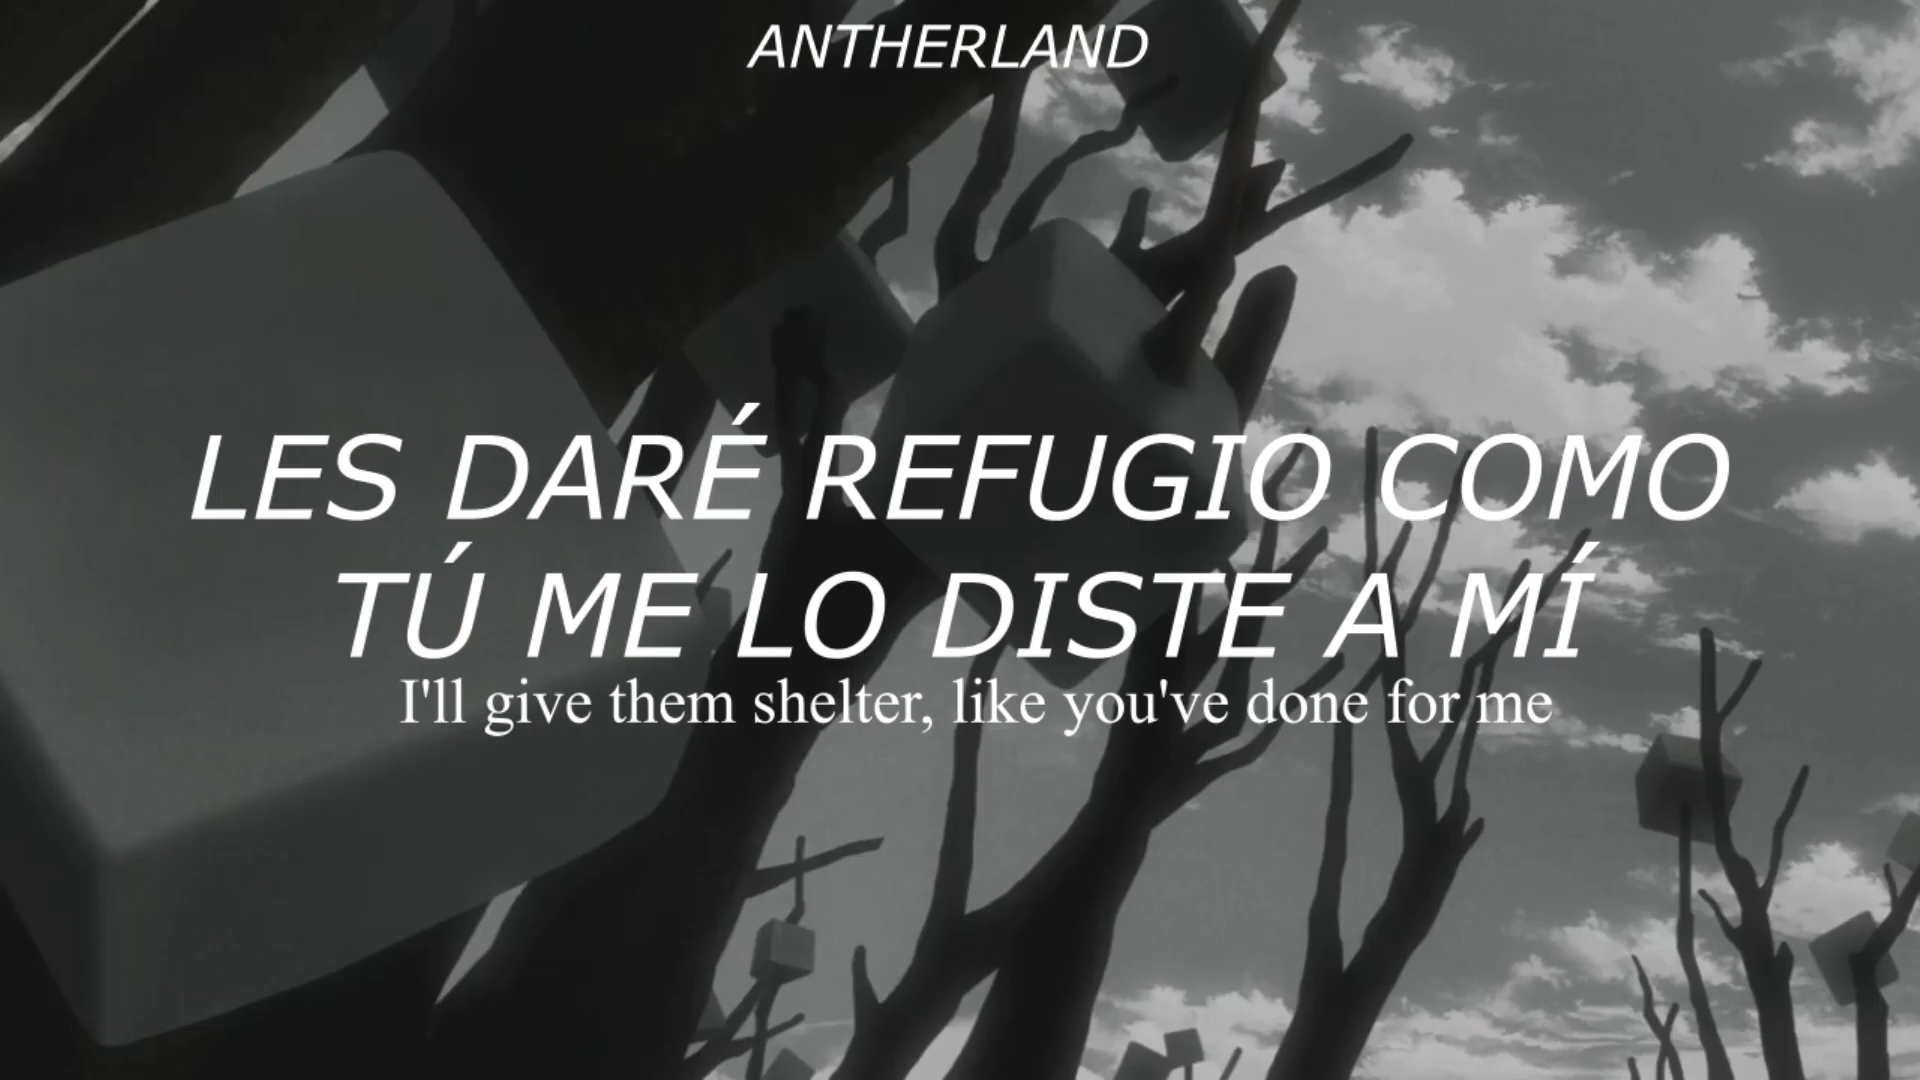 ANTHERLAND
LES DARÉ REFUGIO COMO
TÚ ME LO DISTE A MÍ
I'll give them shelter, like you've done for me